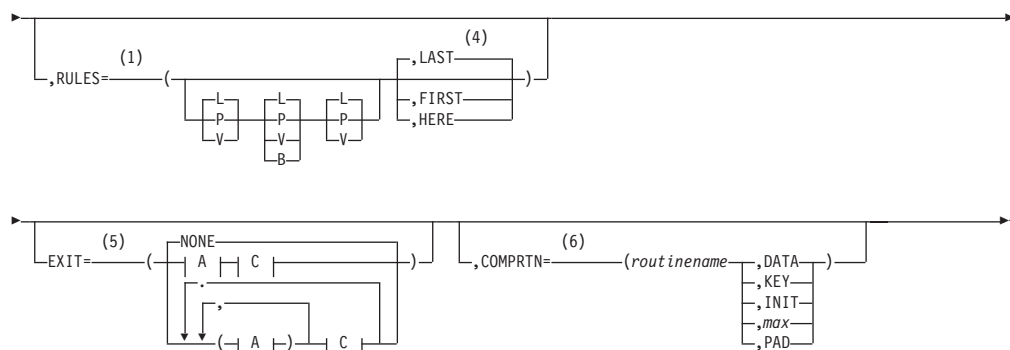 (1)
(4)
,LAST
,RULES= ( )
L L L
,FIRST
P P P
,HERE
V V V
B
(5)
NONE
(6)
EXIT= ( A C )
,COMPRTN= (routinename ,DATA )
.
,KEY
,
,INIT
,max
( A ) C
,PAD